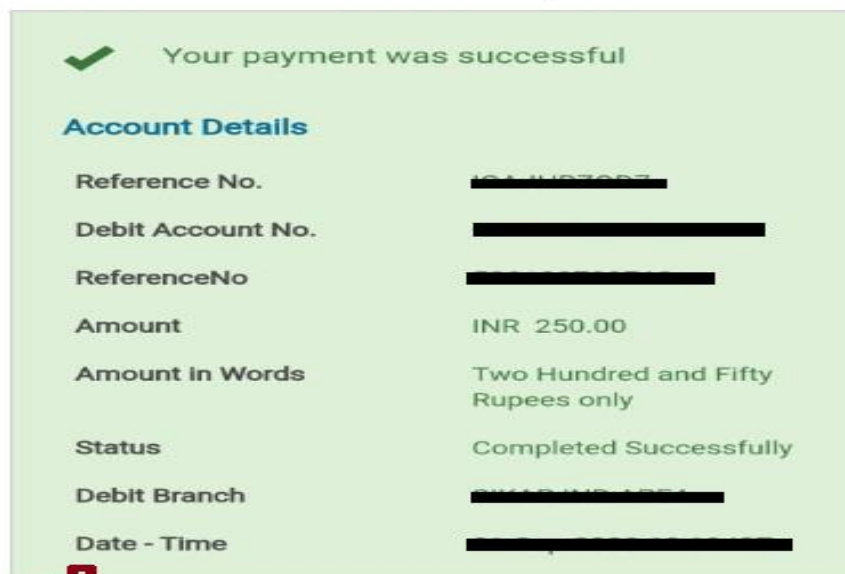 Your payment was successful
Account Details
Reference No.
Debit Account No.
ReferenceNo
Amount INR 250.00
Amount in Words Two Hundred and Fifty
Rupees only
Status Completed Successfully
Debit Branch
Date - Time